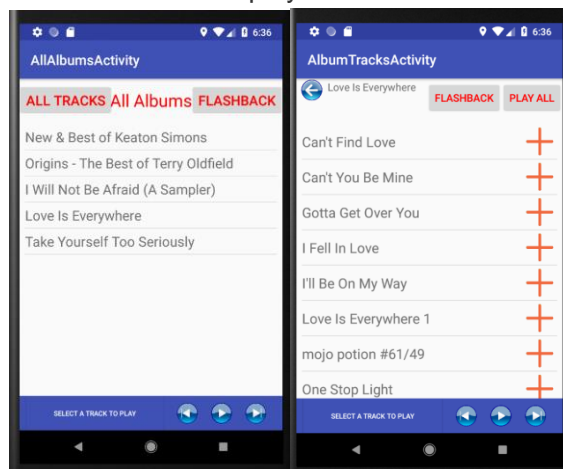 6:36
AllAlbumsActivity
ALL TRACKS All Albums FLASHBACK
New & Best of Keaton Simons
Origins - The Best of Terry Oldfield
I Will Not Be Afraid (A Sampler)
Love Is Everywhere
Take Yourself Too Seriously
SELECT A TRACK TO PLAY
6:36
AlbumTracksActivity
Love Is Everywhere
FLASHBACK PLAY ALL
Can't Find Love
Can't You Be Mine
Gotta Get Over You
I Fell In Love
I'll Be On My Way
Love Is Everywhere 1
mojo potion #61/49
One Stop Light
SELECT A TRACK TO PLAY